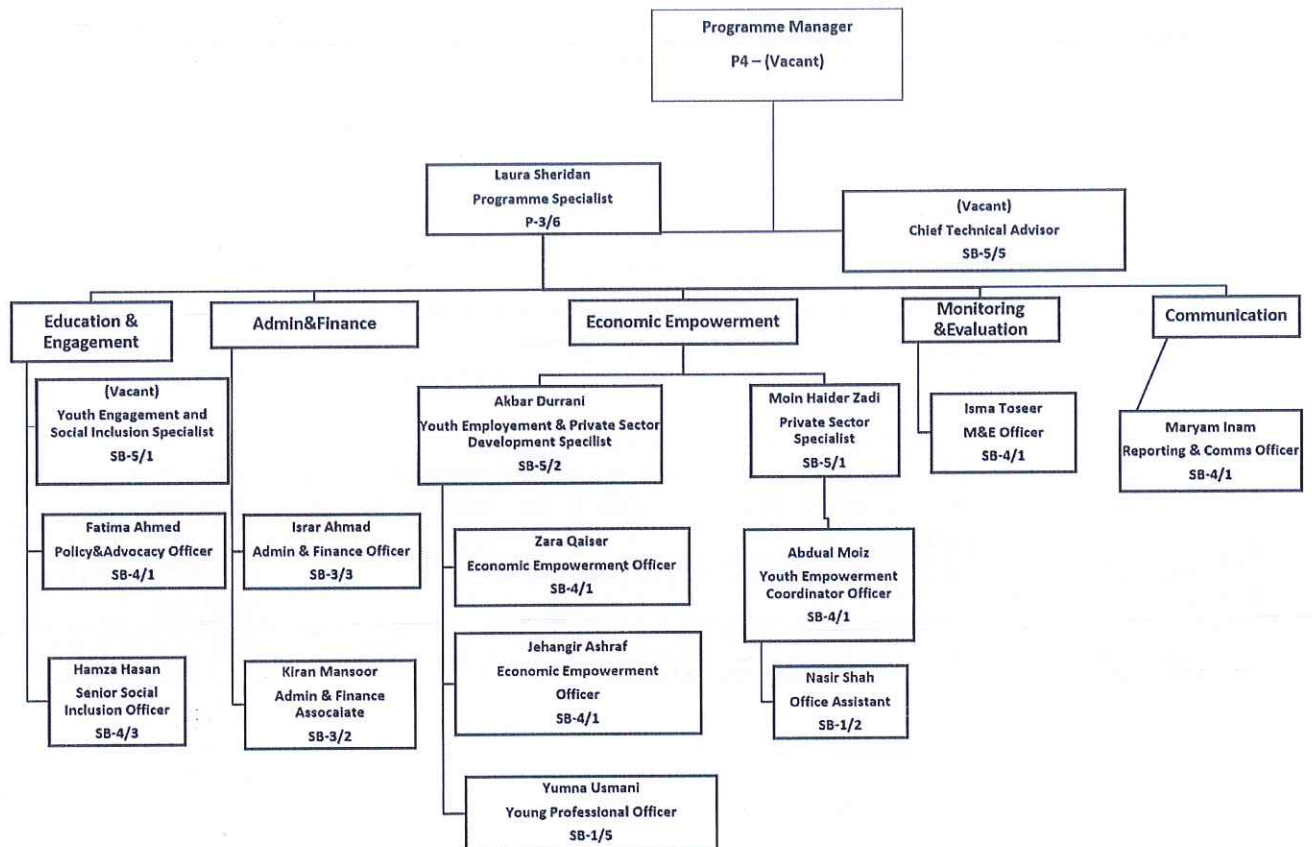 Programme Manager
P4 – (Vacant)
Laura Sheridan
Programme Specialist
P-3/6
(Vacant)
Chief Technical Advisor
SB-5/5
Education &
Engagement
Admin&Finance
Economic Empowerment
Monitoring
&Evaluation
Communication
(Vacant)
Youth Engagement and
Social Inclusion Specialist
SB-5/1
Fatima Ahmed
Policy&Advocacy Officer
SB-4/1
Hamza Hasan
Senior Social
Inclusion Officer
SB-4/3
Israr Ahmad
Admin & Finance Officer
SB-3/3
Kiran Mansoor
Admin & Finance
Assocalate
SB-3/2
Akbar Durrani
Youth Employement & Private Sector
Development Specilist
SB-5/2
Zara Qaiser
Economic Empowerment Officer
SB-4/1
Jehangir Ashraf
Economic Empowerment
Officer
SB-4/1
Yumna Usmani
Young Professional Officer
SB-1/5
Moin Haider Zadi
Private Sector
Specialist
SB-5/1
Abdual Moiz
Youth Empowerment
Coordinator Officer
SB-4/1
Nasir Shah
Office Assistant
SB-1/2
Isma Toseer
M&E Officer
SB-4/1
Maryam Inam
Reporting & Comms Officer
SB-4/1